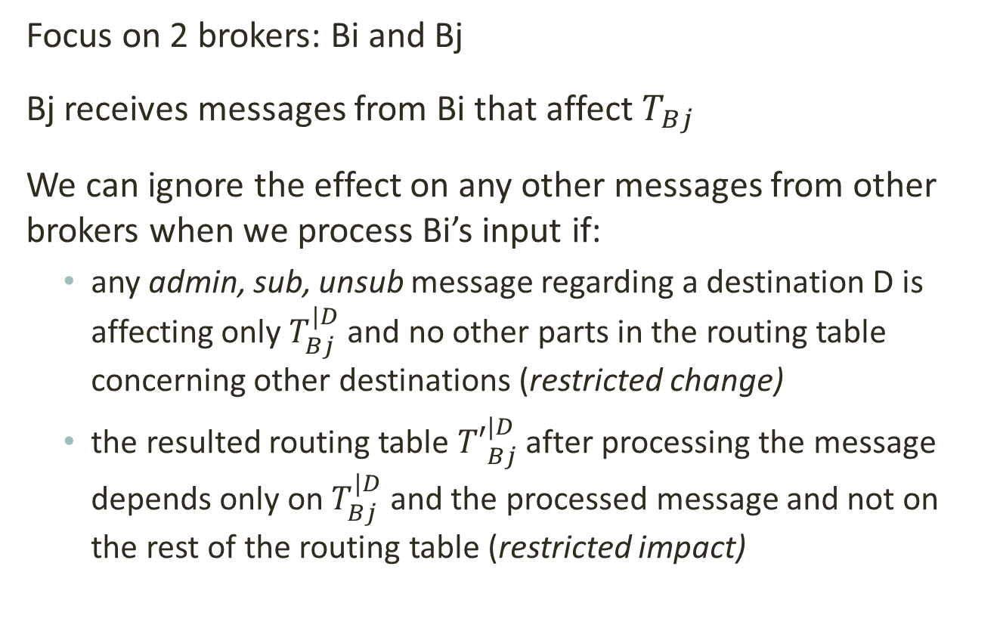 Focus on 2 brokers: Bi and Bj
Bj receives messages from Bi that affect $T_{Bj}$
We can ignore the effect on any other messages from other
brokers when we process Bi’s input if:
• any admin, sub, unsub message regarding a destination D is
affecting only $T_{Bj}^{|D}$ and no other parts in the routing table
concerning other destinations (restricted change)
• the resulted routing table $T'^{|D}_{Bj}$ after processing the message
depends only on $T_{Bj}^{|D}$ and the processed message and not on
the rest of the routing table (restricted impact)